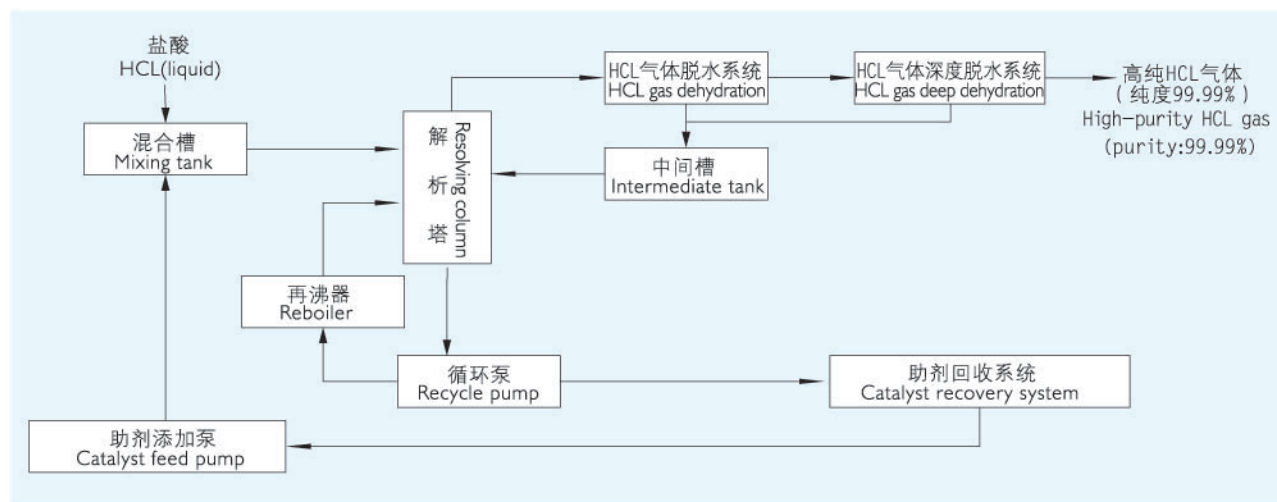 盐酸
HCL(liquid)
混合槽
Mixing tank
解析塔
Resolving column
HCL气体脱水系统
HCL gas dehydration
HCL气体深度脱水系统
HCL gas deep dehydration
高纯HCL气体
(纯度99.99%)
High-purity HCL gas
(purity:99.99%)
中间槽
Intermediate tank
再沸器
Reboiler
循环泵
Recycle pump
助剂回收系统
Catalyst recovery system
助剂添加泵
Catalyst feed pump